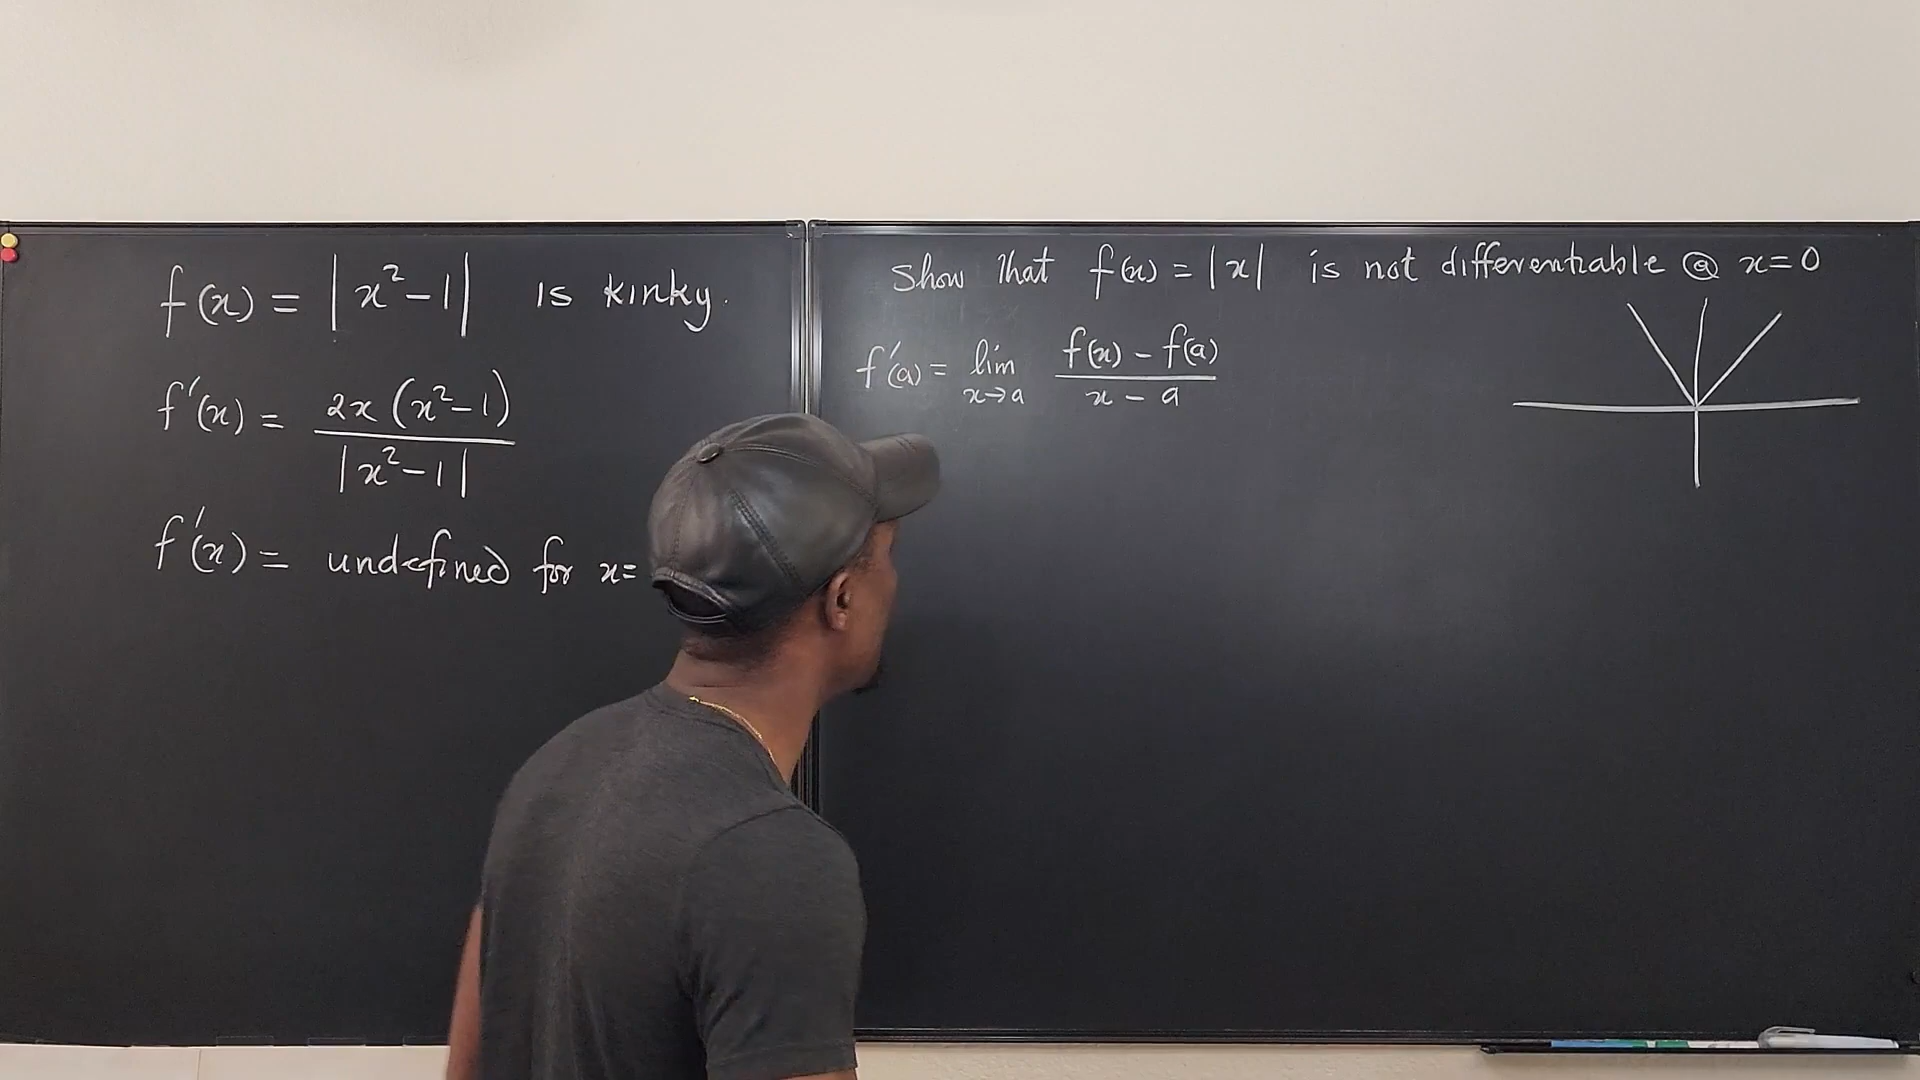 f(x) = |x² - 1| is kinky.
f'(x) = 2x(x² - 1) / |x² - 1|
f'(x) = undefined for x =
Show that f(x) = |x| is not differentiable @ x = 0
f'(a) = lim x→a f(x) - f(a) / x - a